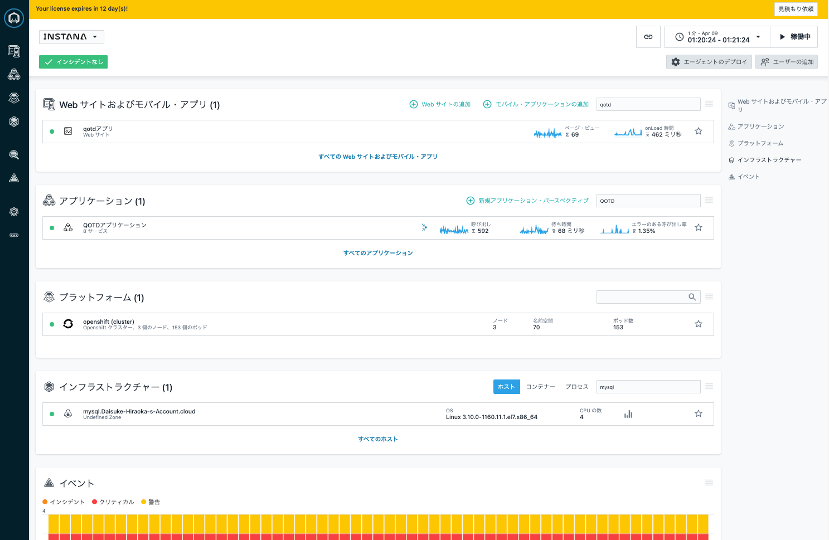 Your license expires in 12 day(s)!
見積もり依頼
INSTANA
1 分 - Apr 09
01:20:24 - 01:21:24
稼働中
インシデントなし
エージェントのデプロイ
ユーザーの追加
Web サイトおよびモバイル・アプリ (1)
Web サイトの追加
モバイル・アプリケーションの追加
qotd
qotdアプリ
Web サイト
ページ・ビュー
Σ 69
onLoad 時間
x̄ 462 ミリ秒
すべての Web サイトおよびモバイル・アプリ
アプリケーション (1)
新規アプリケーション・パースペクティブ
QOTD
QOTDアプリケーション
8 サービス
呼び出し
Σ 592
待ち時間
x̄ 68 ミリ秒
エラーのある呼び出し率
x̄ 1.35%
すべてのアプリケーション
プラットフォーム (1)
openshift (cluster)
Openshift クラスター、3 個のノード、153 個のポッド
ノード
3
名前空間
70
ポッド数
153
インフラストラクチャー (1)
ホスト
コンテナー
プロセス
mysql
mysql.Daisuke-Hiraoka-s-Account.cloud
Undefined Zone
OS
Linux 3.10.0-1160.11.1.el7.x86_64
CPU の数
4
すべてのホスト
イベント
インシデント
クリティカル
警告
4
Web サイトおよびモバイル・アプリ
アプリケーション
プラットフォーム
インフラストラクチャー
イベント